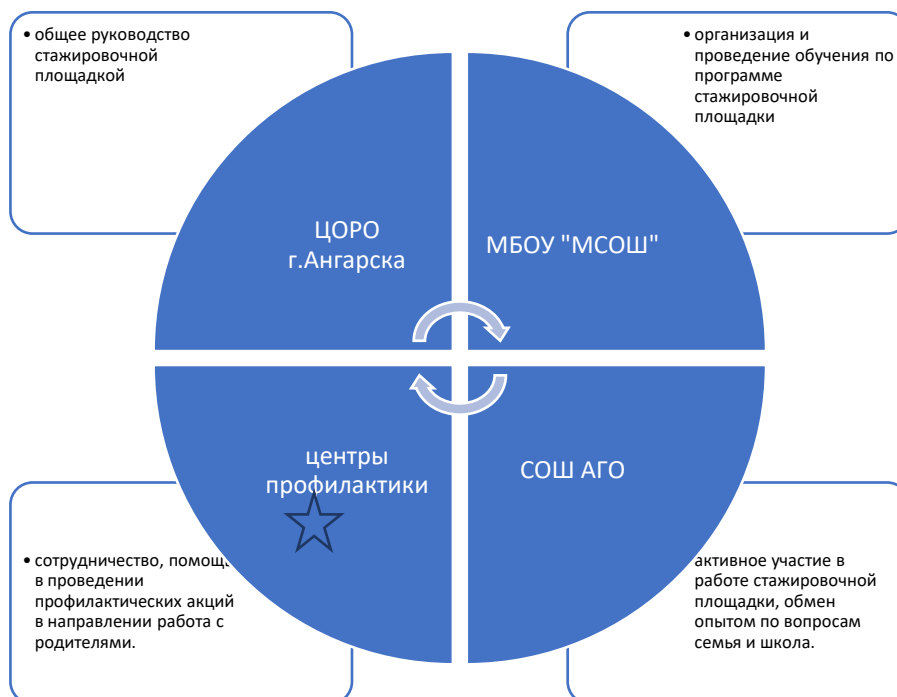 • общее руководство
стажировочной
площадкой
• организация и
проведение обучения по
программе
стажировочной
площадки
ЦОРО
г.Ангарска
МБОУ "МСОШ"
центры
профилактики
СОШ АГО
• сотрудничество, помощь
в проведении
профилактических акций
в направлении работа с
родителями.
активное участие в
работе стажировочной
площадки, обмен
опытом по вопросам
семья и школа.